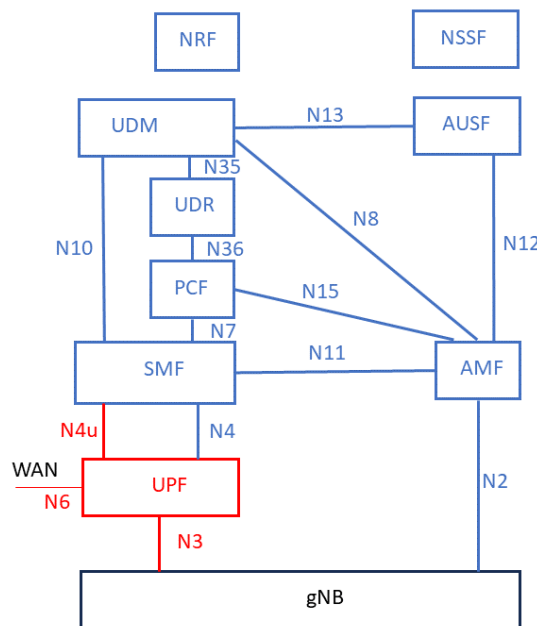 NRF
NSSF
UDM
N13
AUSF
N35
UDR
N8
N10
N36
N12
PCF
N15
N7
SMF
N11
AMF
N4u
N4
WAN
N6
UPF
N2
N3
gNB